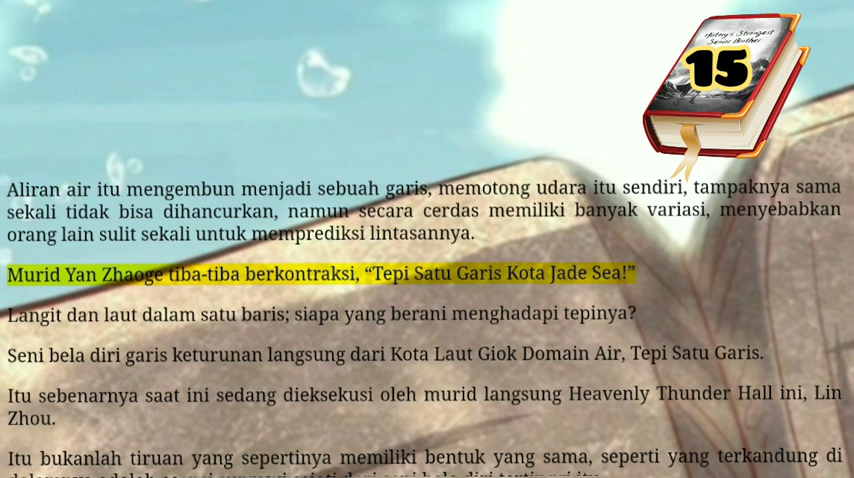 History's Strangest
Senior Brother
15
Aliran air itu mengembun menjadi sebuah garis, memotong udara itu sendiri, tampaknya sama
sekali tidak bisa dihancurkan, namun secara cerdas memiliki banyak variasi, menyebabkan
orang lain sulit sekali untuk memprediksi lintasannya.
Murid Yan Zhaoge tiba-tiba berkontraksi, “Tepi Satu Garis Kota Jade Sea!”
Langit dan laut dalam satu baris; siapa yang berani menghadapi tepinya?
Seni bela diri garis keturunan langsung dari Kota Laut Giok Domain Air, Tepi Satu Garis.
Itu sebenarnya saat ini sedang dieksekusi oleh murid langsung Heavenly Thunder Hall ini, Lin
Zhou.
Itu bukanlah tiruan yang sepertinya memiliki bentuk yang sama, seperti yang terkandung di